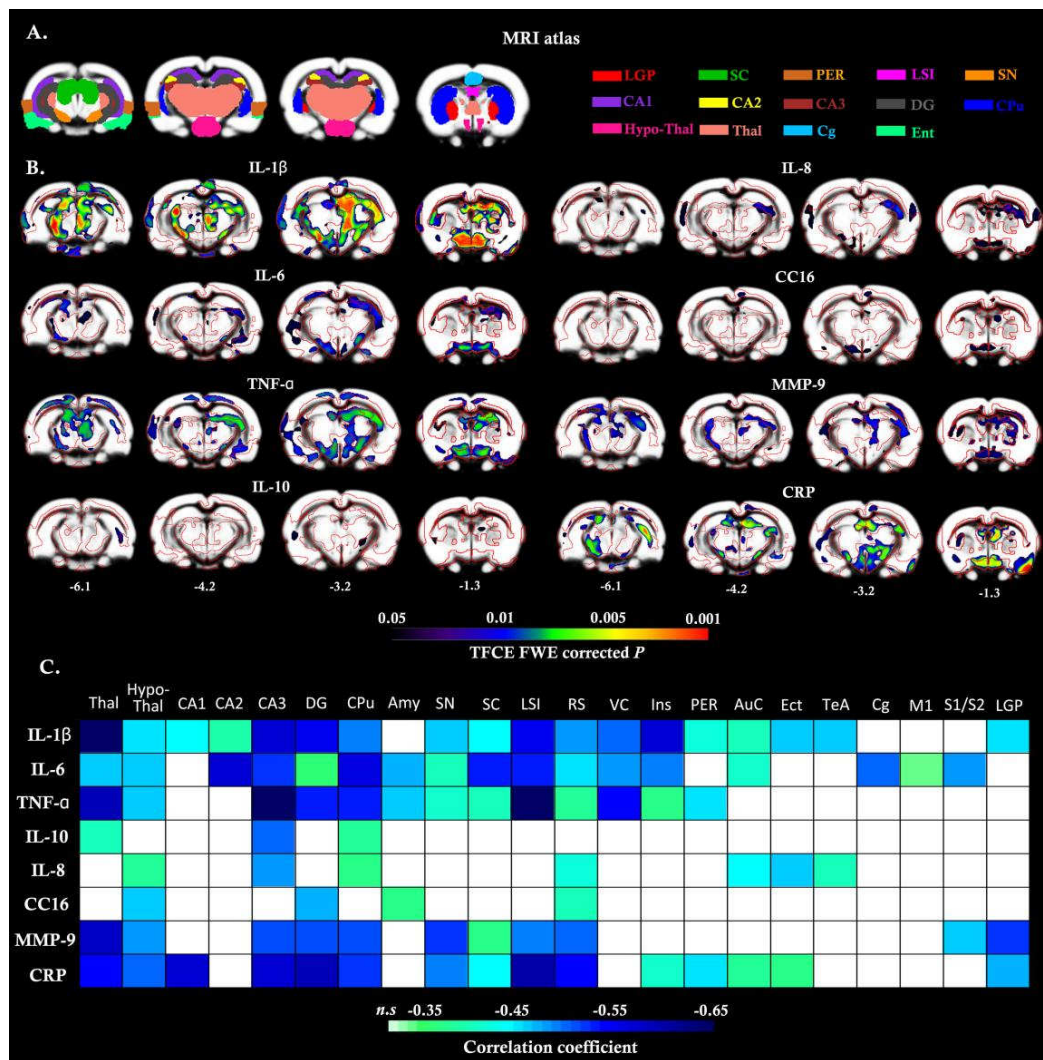 A.
MRI atlas
LGP SC PER LSI SN
CA1 CA2 CA3 DG CPu
Hypo-Thal Thal Cg Ent
B.
IL-1β IL-8
IL-6 CC16
TNF-α MMP-9
IL-10 CRP
-6.1 -4.2 -3.2 -1.3 -6.1 -4.2 -3.2 -1.3
0.05 0.01 0.005 0.001
TFCE FWE corrected P
C.
Thal Hypo-Thal CA1 CA2 CA3 DG CPu Amy SN SC LSI RS VC Ins PER AuC Ect TeA Cg M1 S1/S2 LGP
IL-1β
IL-6
TNF-α
IL-10
IL-8
CC16
MMP-9
CRP
n.s -0.35 -0.45 -0.55 -0.65
Correlation coefficient